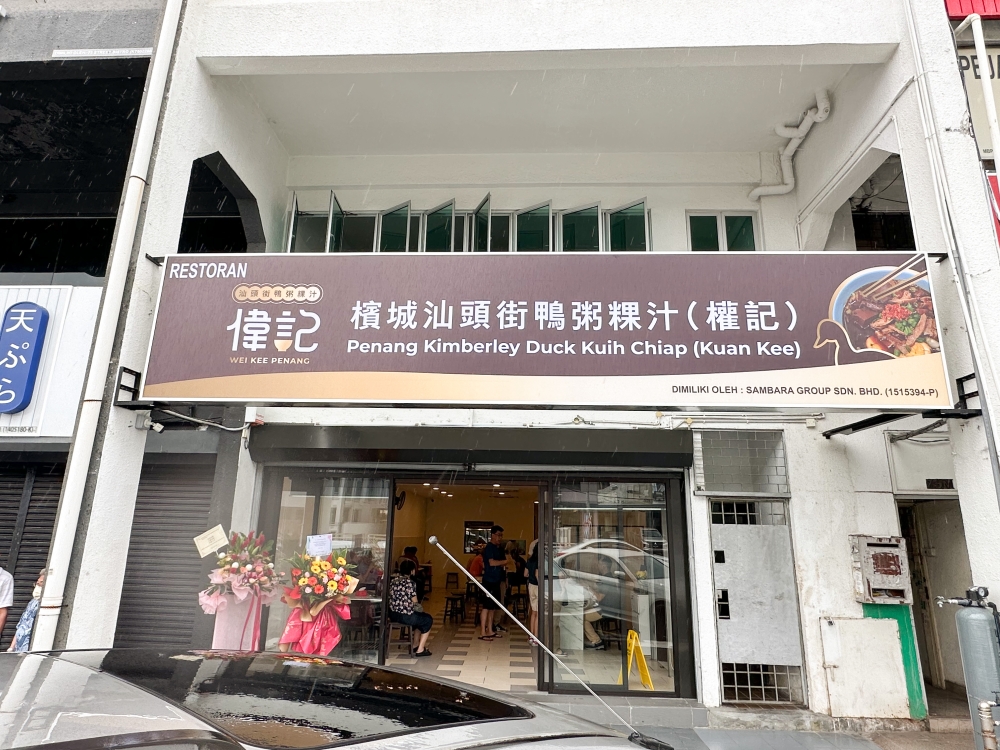 RESTORAN
汕頭街鴨粥粿汁
偉記
WEI KEE PENANG
檳城汕頭街鴨粥粿汁(權記)
Penang Kimberley Duck Kuih Chiap (Kuan Kee)
DIMILIKI OLEH : SAMBARA GROUP SDN. BHD. (1515394-P)
天ぷら